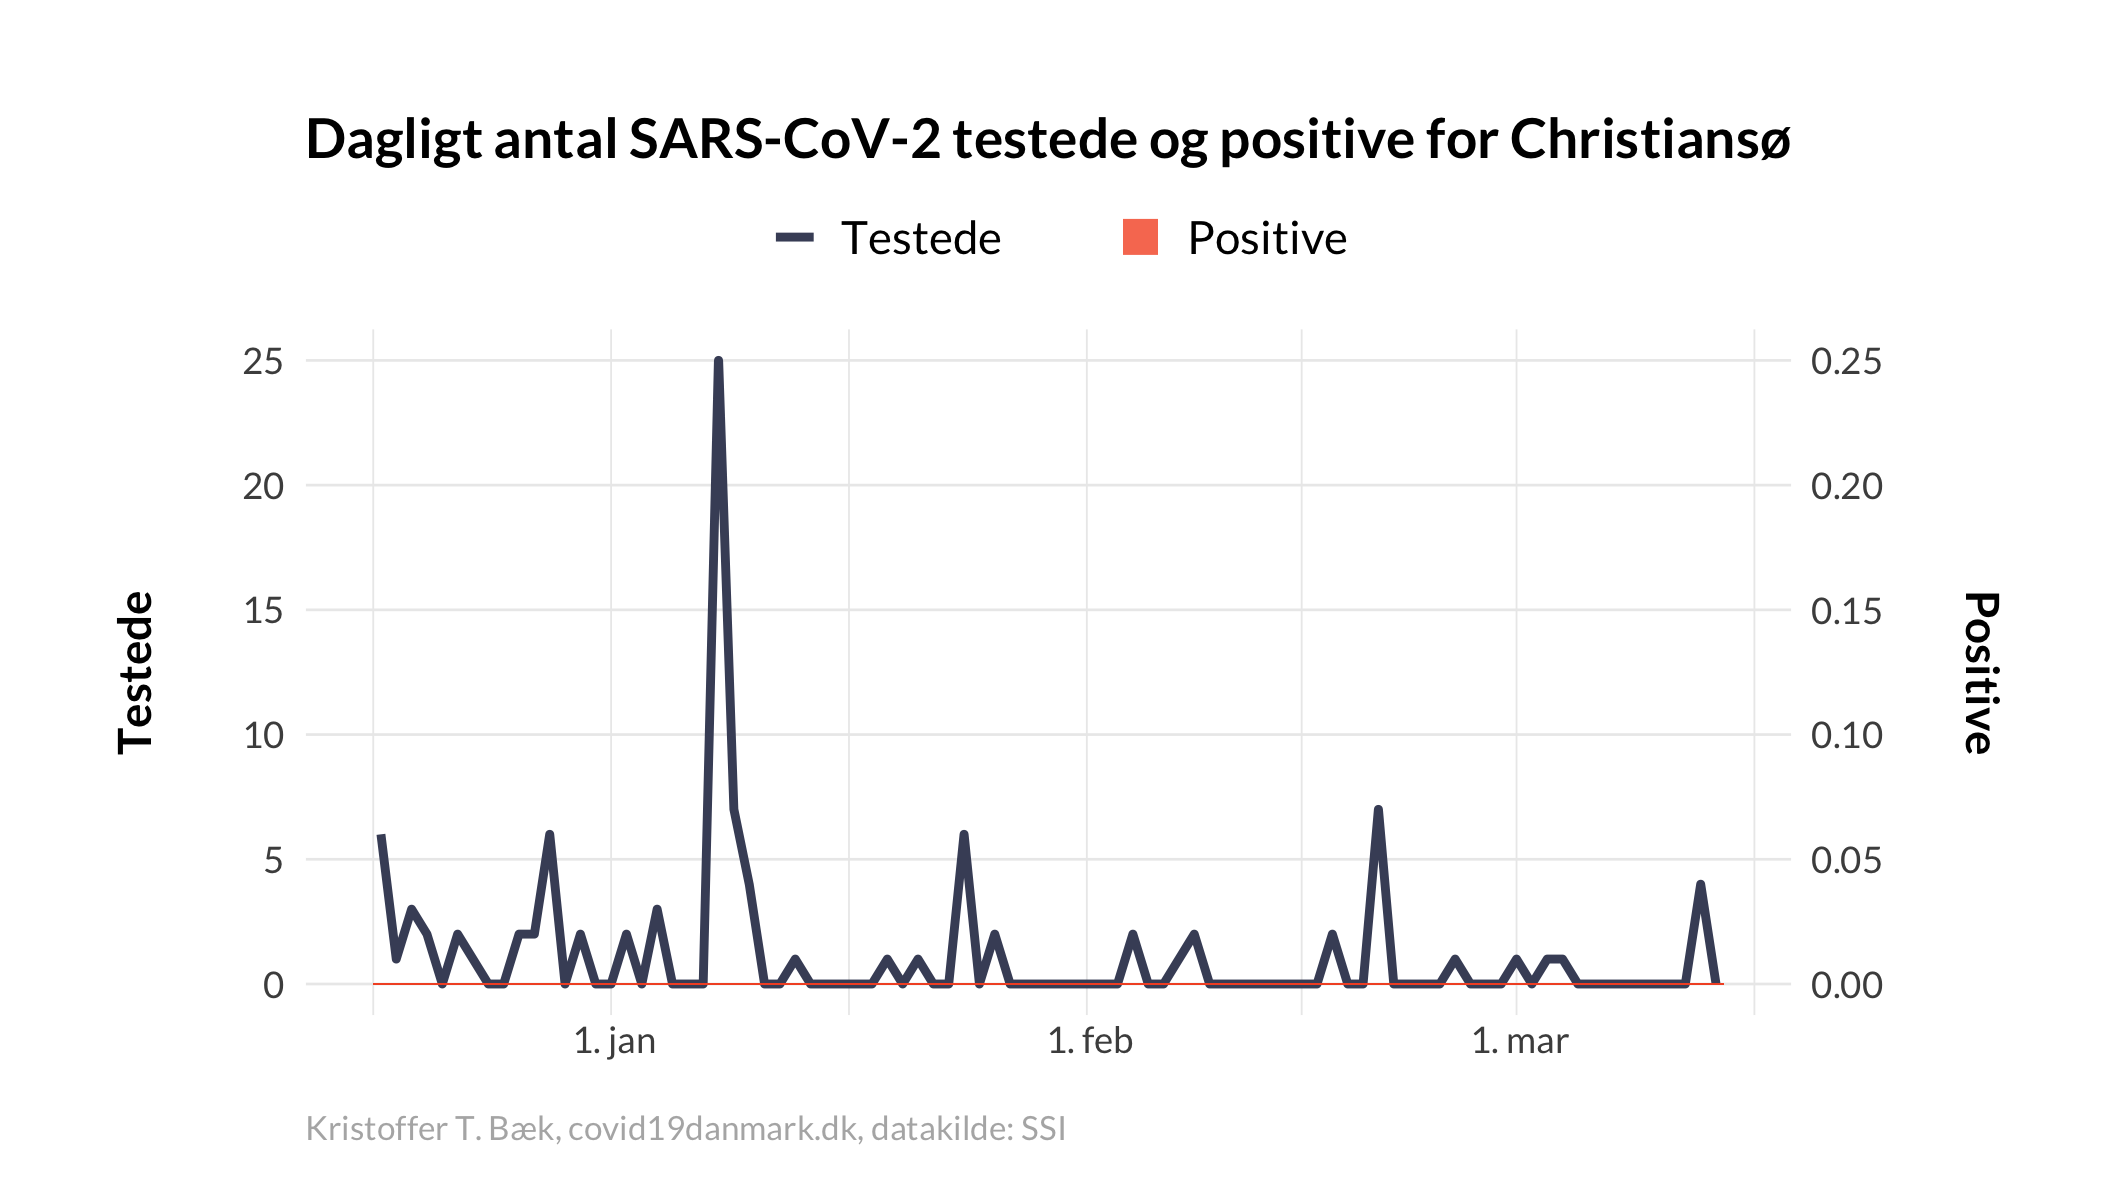 Dagligt antal SARS-CoV-2 testede og positive for Christiansø
Testede
Positive
25
20
15
10
5
0
Testede
0.25
0.20
0.15
0.10
0.05
0.00
Positive
1. jan
1. feb
1. mar
Kristoffer T. Bæk, covid19danmark.dk, datakilde: SSI